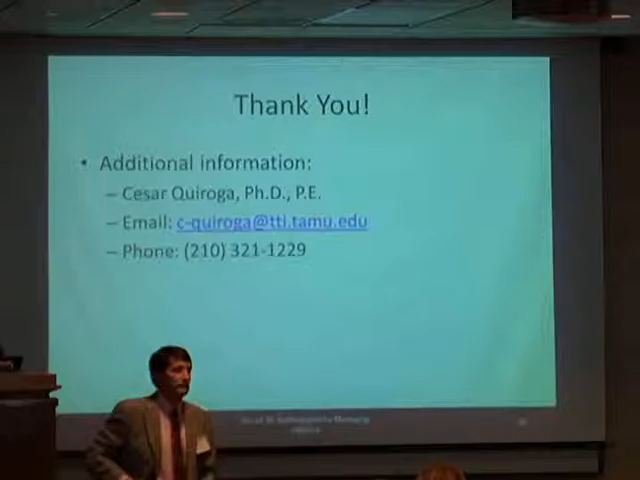 Thank You!
• Additional information:
– Cesar Quiroga, Ph.D., P.E.
– Email: c-quiroga@tti.tamu.edu
– Phone: (210) 321-1229